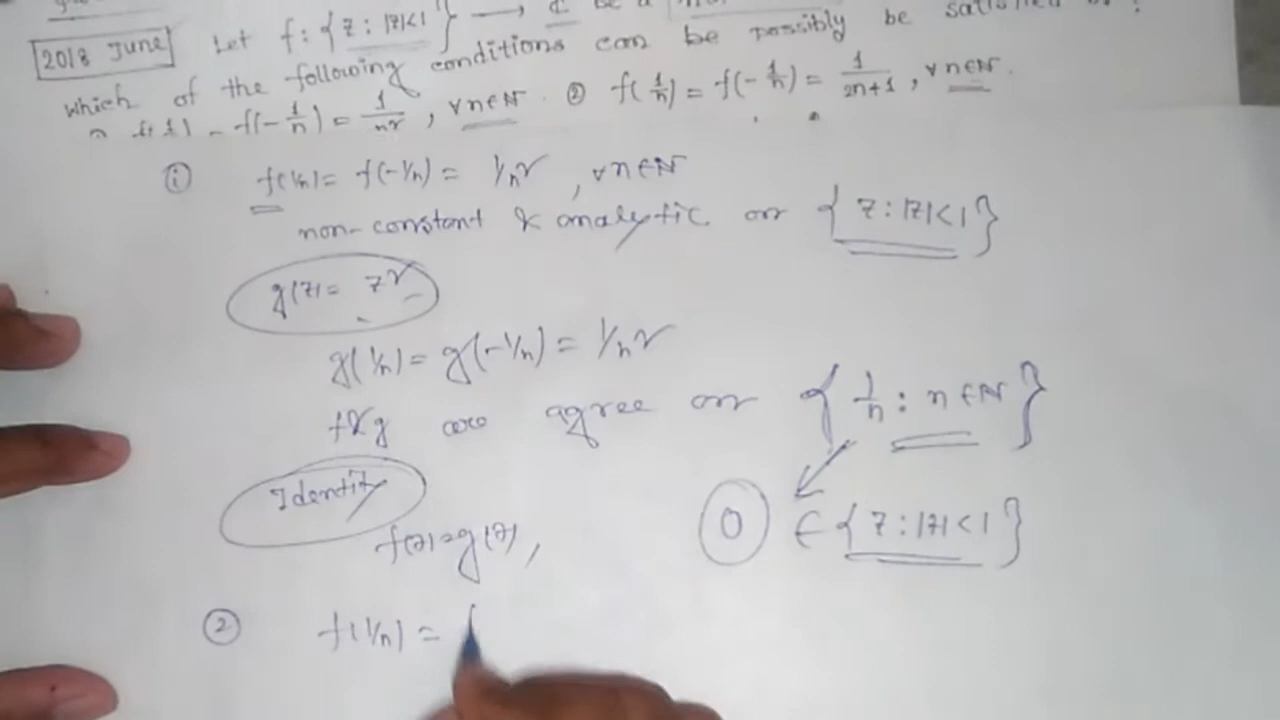 2018 June Let f: {z: |z|<1} → ℂ be a
which of the following conditions can be possibly be satisfied
f(-1/n) = 1/n², ∀n∈N. ② f(1/n) = f(-1/n) = 1/2n+1, ∀n∈N.
① f(1/n) = f(-1/n) = 1/n², ∀n∈N
non-constant & analytic on {z: |z|<1}
g(z) = z²
g(1/n) = g(-1/n) = 1/n²
f&g are agree on {1/n : n∈N}
Identity 0 ∈ {z: |z|<1}
f(z)=g(z),
② f(1/n) =